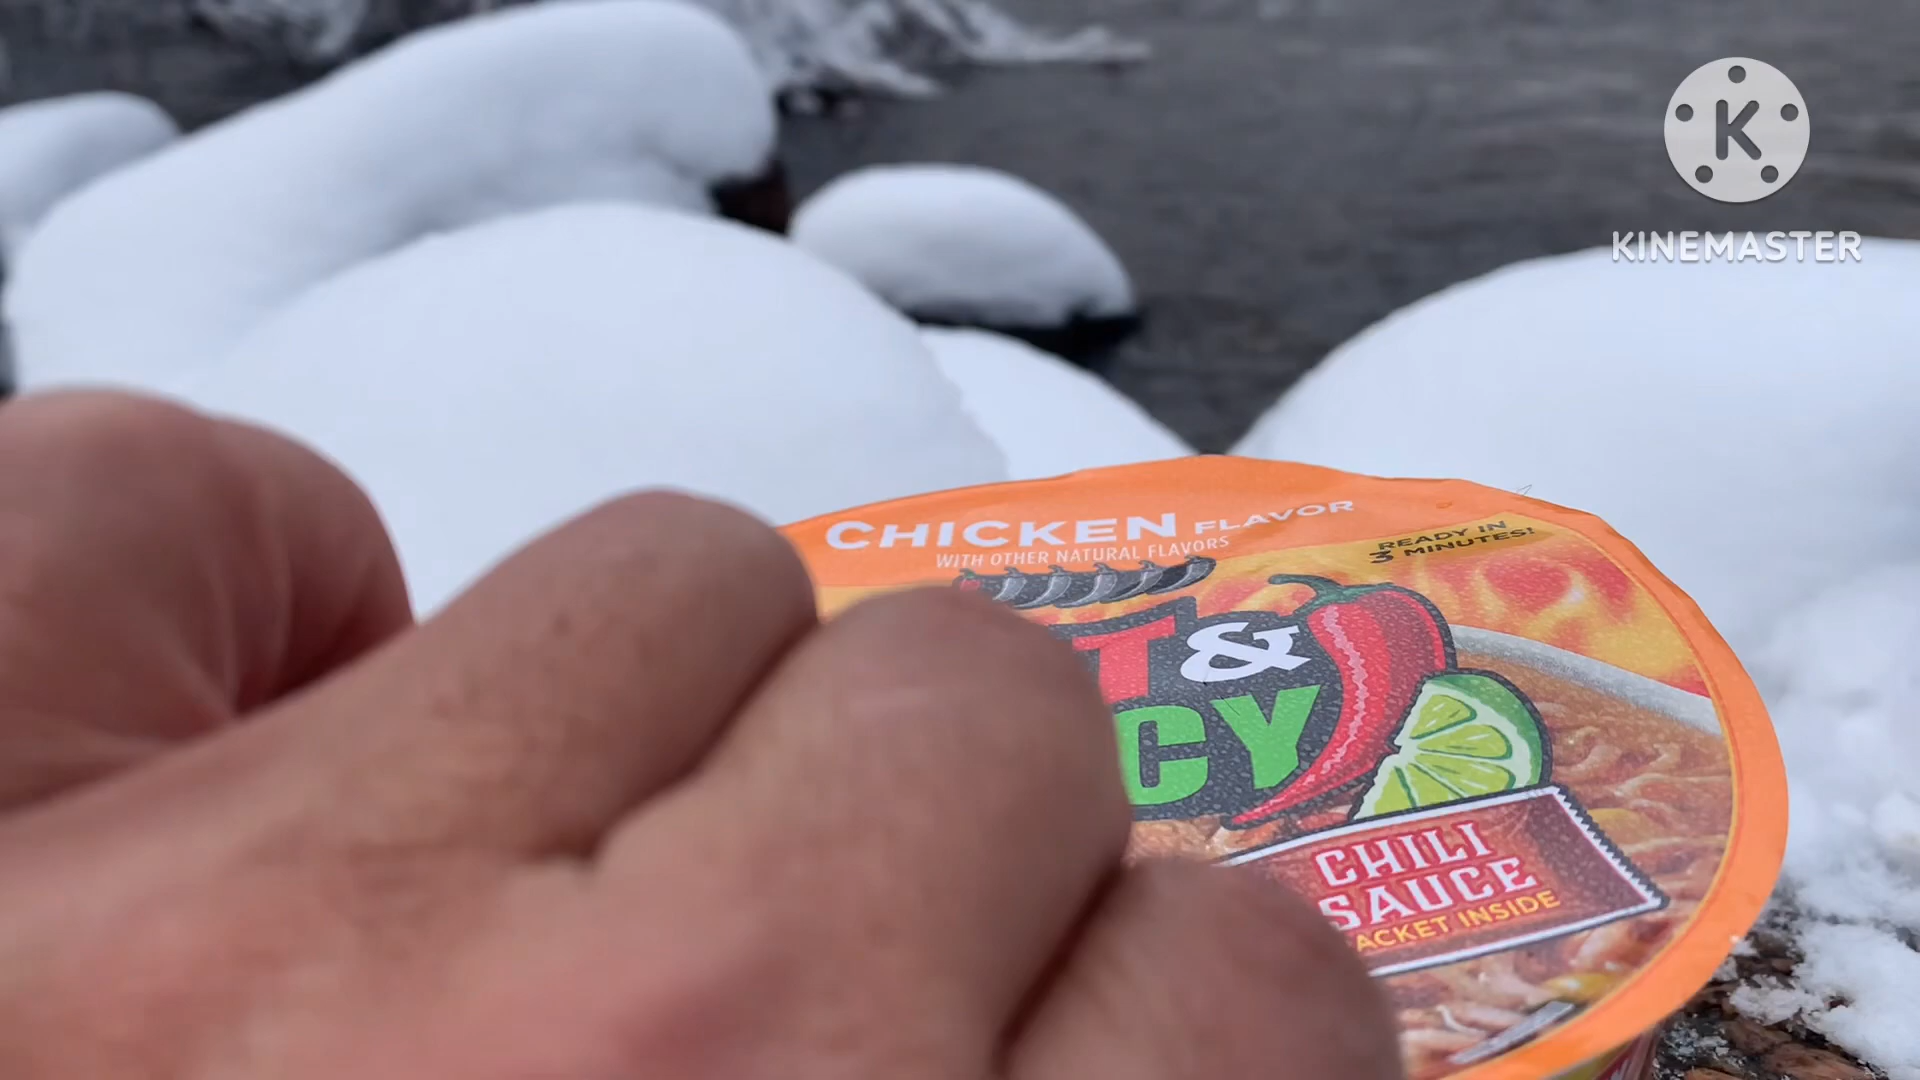 K
KINEMASTER
CHICKEN FLAVOR
WITH OTHER NATURAL FLAVORS
READY IN
3 MINUTES!
T &
CY
CHILI
SAUCE
ACKET INSIDE